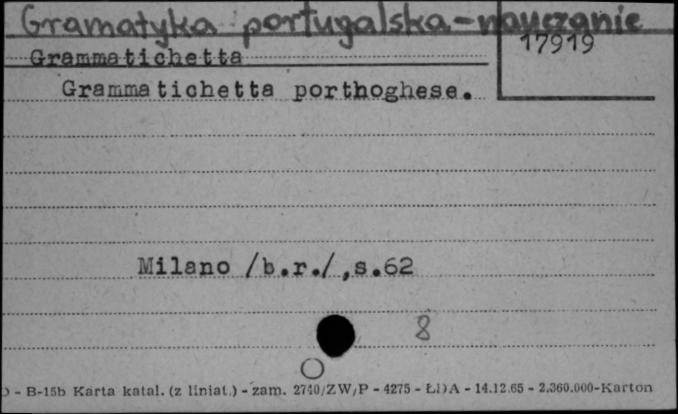 Gramatyka portugalska-nauczanie
17919
Grammatichetta
Grammatichetta porthoghese.
Milano /b.r./,s.62
8
- B-15b Karta katal. (z liniat.) - zam. 2740/ZW/P - 4275 - ŁDA - 14.12.65 - 2.360.000-Karton